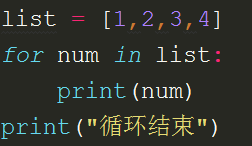 list = [1,2,3,4]
for num in list:
    print(num)
print("循环结束")